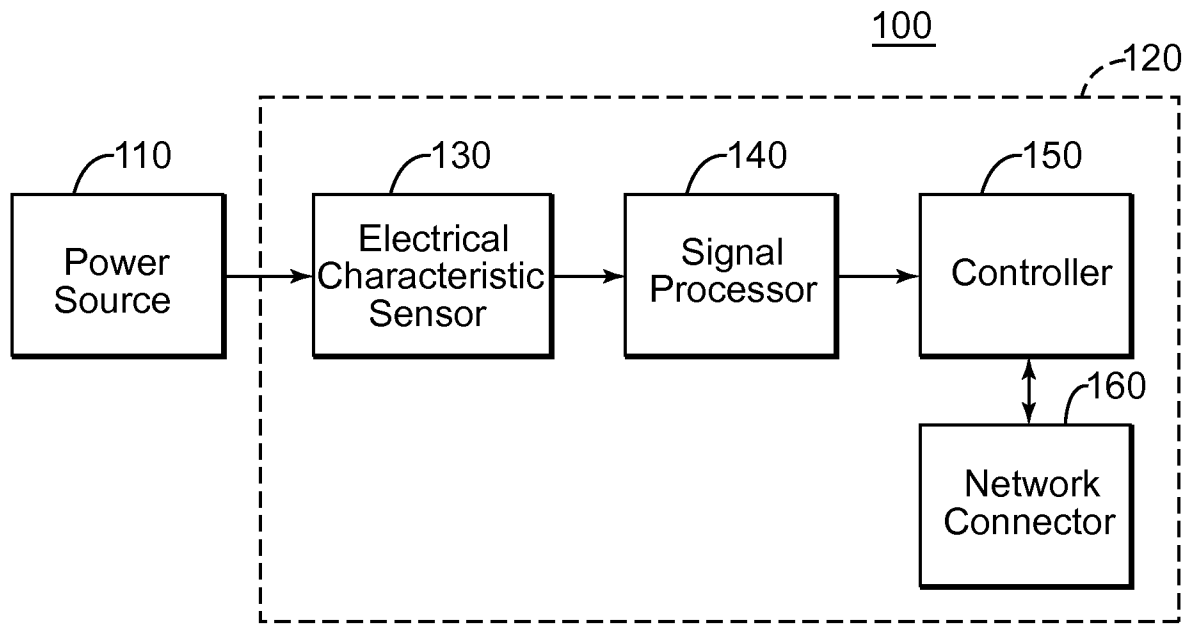 100
120
110
130
140
150
Power
Source
Electrical
Characteristic
Sensor
Signal
Processor
Controller
160
Network
Connector